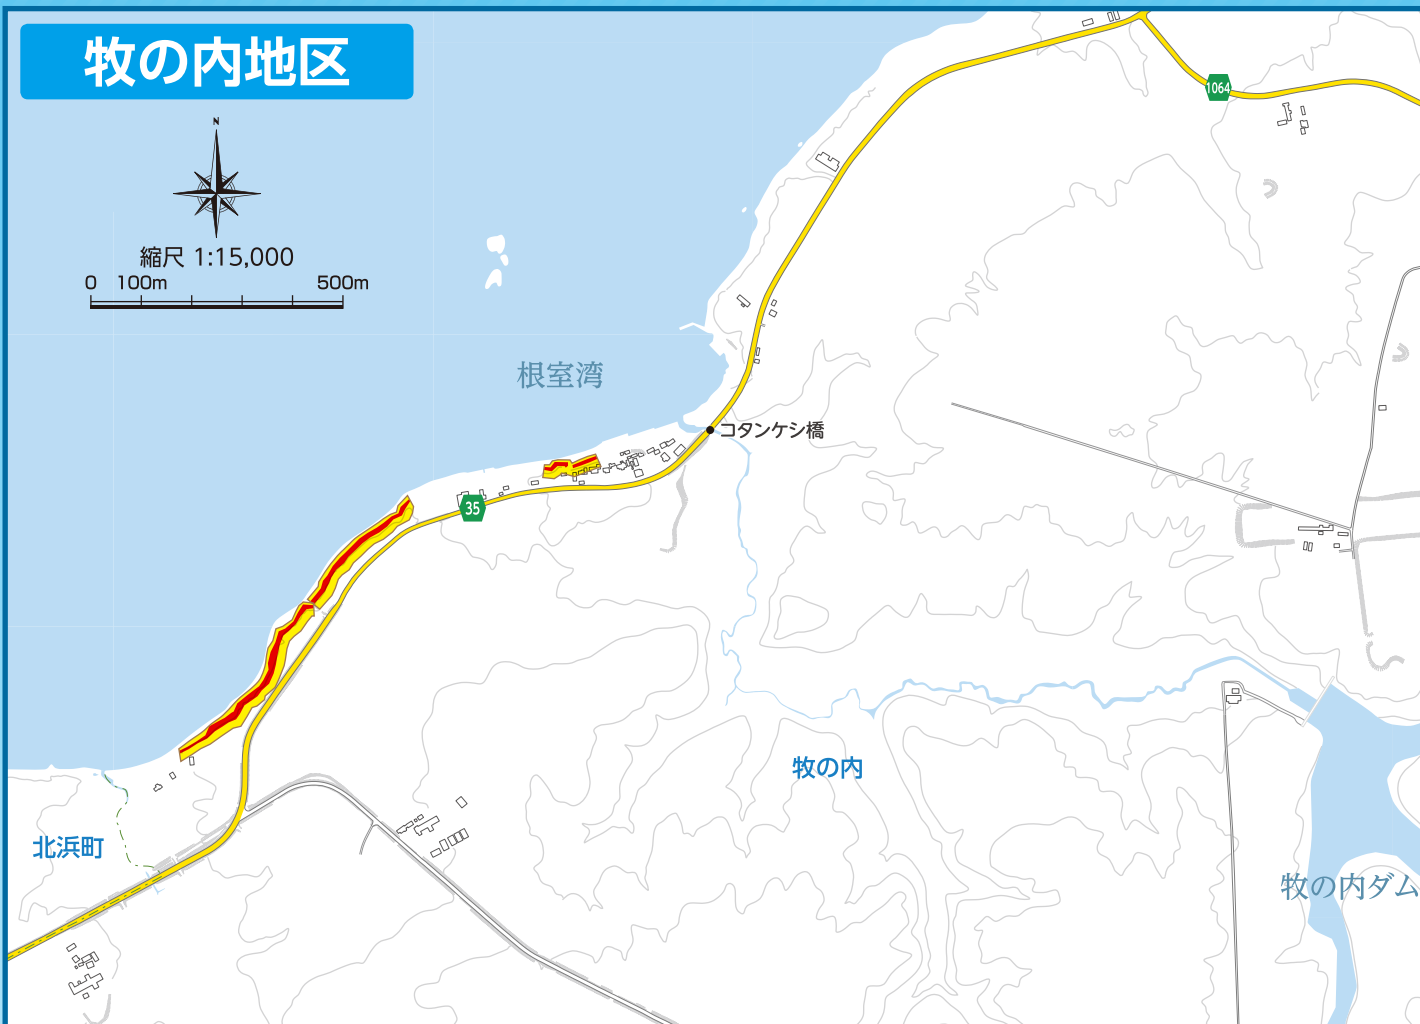 牧の内地区
N
縮尺 1:15,000
0 100m 500m
1064
根室湾
コタンケシ橋
35
牧の内
北浜町
牧の内ダム